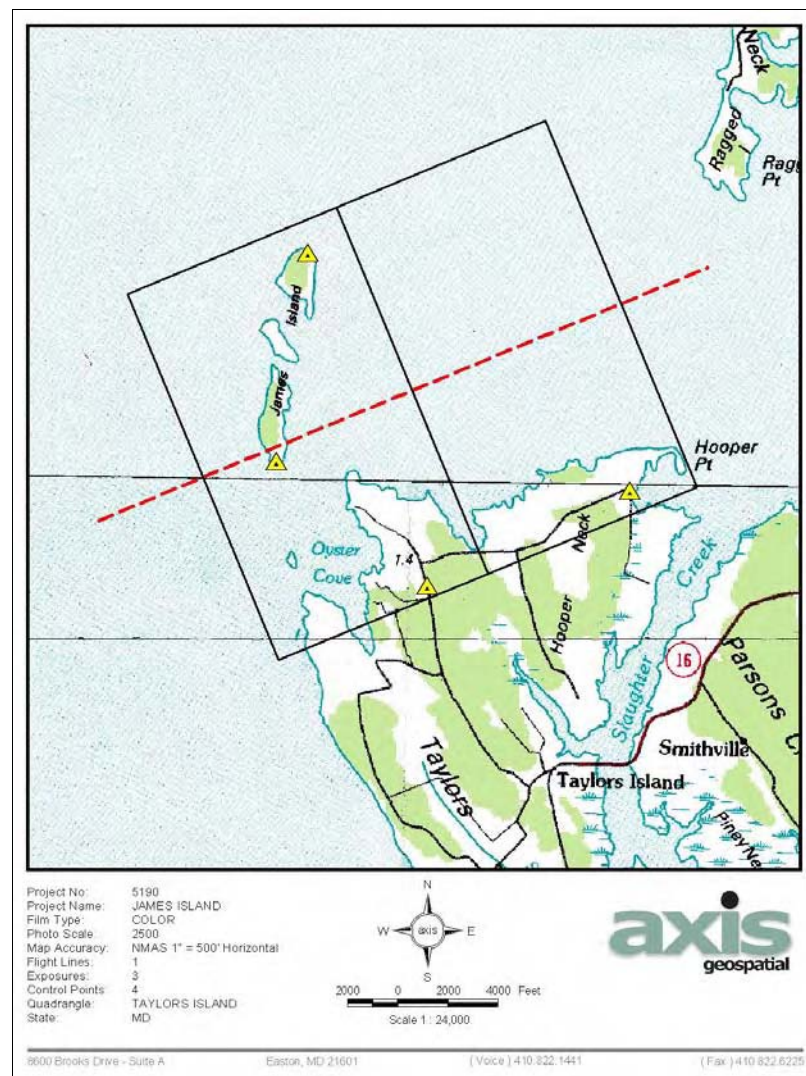 Neck
Ragged
Ragg
Pt
Island
James
Hooper
Pt
Oyster
Cove
1.4
Neck
Hooper
Creek
Slaughter
16
Parsons C
Smithville
Taylors Island
Taylors
Piney Ne
Project No: 5190
Project Name: JAMES ISLAND
Film Type: COLOR
Photo Scale: 2500
Map Accuracy: NMAS 1" = 500' Horizontal
Flight Lines: 1
Exposures: 3
Control Points: 4
Quadrangle: TAYLORS ISLAND
State: MD
N
W axis E
S
2000 0 2000 4000 Feet
Scale 1 : 24,000
axis
geospatial
8600 Brooks Drive - Suite A Easton, MD 21601 ( Voice ) 410.822.1441 ( Fax ) 410.822.6225